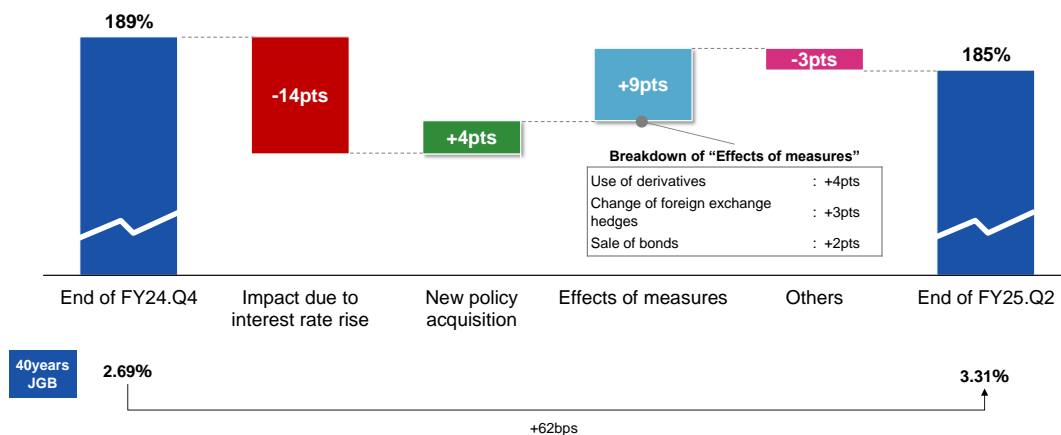 189%
-14pts
+4pts
+9pts
-3pts
185%
Breakdown of “Effects of measures”
Use of derivatives : +4pts
Change of foreign exchange
hedges : +3pts
Sale of bonds : +2pts
End of FY24.Q4
Impact due to
interest rate rise
New policy
acquisition
Effects of measures
Others
End of FY25.Q2
40years
JGB
2.69%
3.31%
+62bps